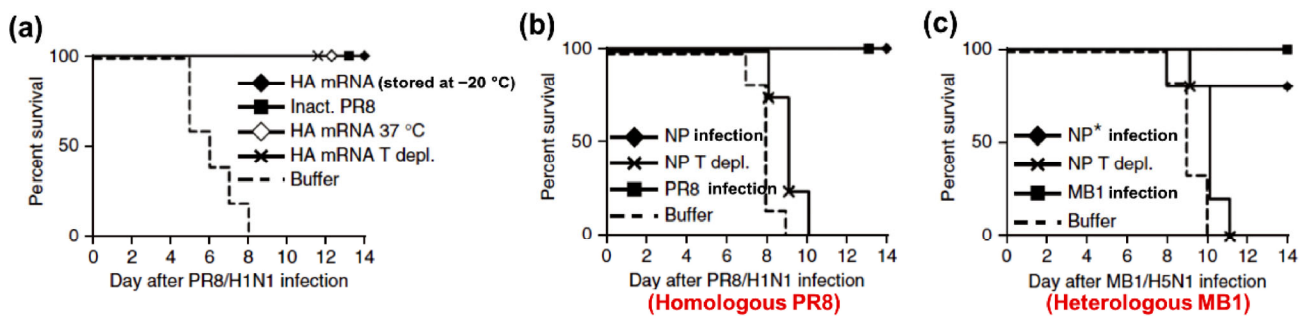 (a)
Percent survival
100
50
0
HA mRNA (stored at –20 °C)
Inact. PR8
HA mRNA 37 °C
HA mRNA T depl.
Buffer
0 2 4 6 8 10 12 14
Day after PR8/H1N1 infection
(b)
Percent survival
100
50
0
NP infection
NP T depl.
PR8 infection
Buffer
0 2 4 6 8 10 12 14
Day after PR8/H1N1 infection
(Homologous PR8)
(c)
Percent survival
100
50
0
NP* infection
NP T depl.
MB1 infection
Buffer
0 2 4 6 8 10 12 14
Day after MB1/H5N1 infection
(Heterologous MB1)